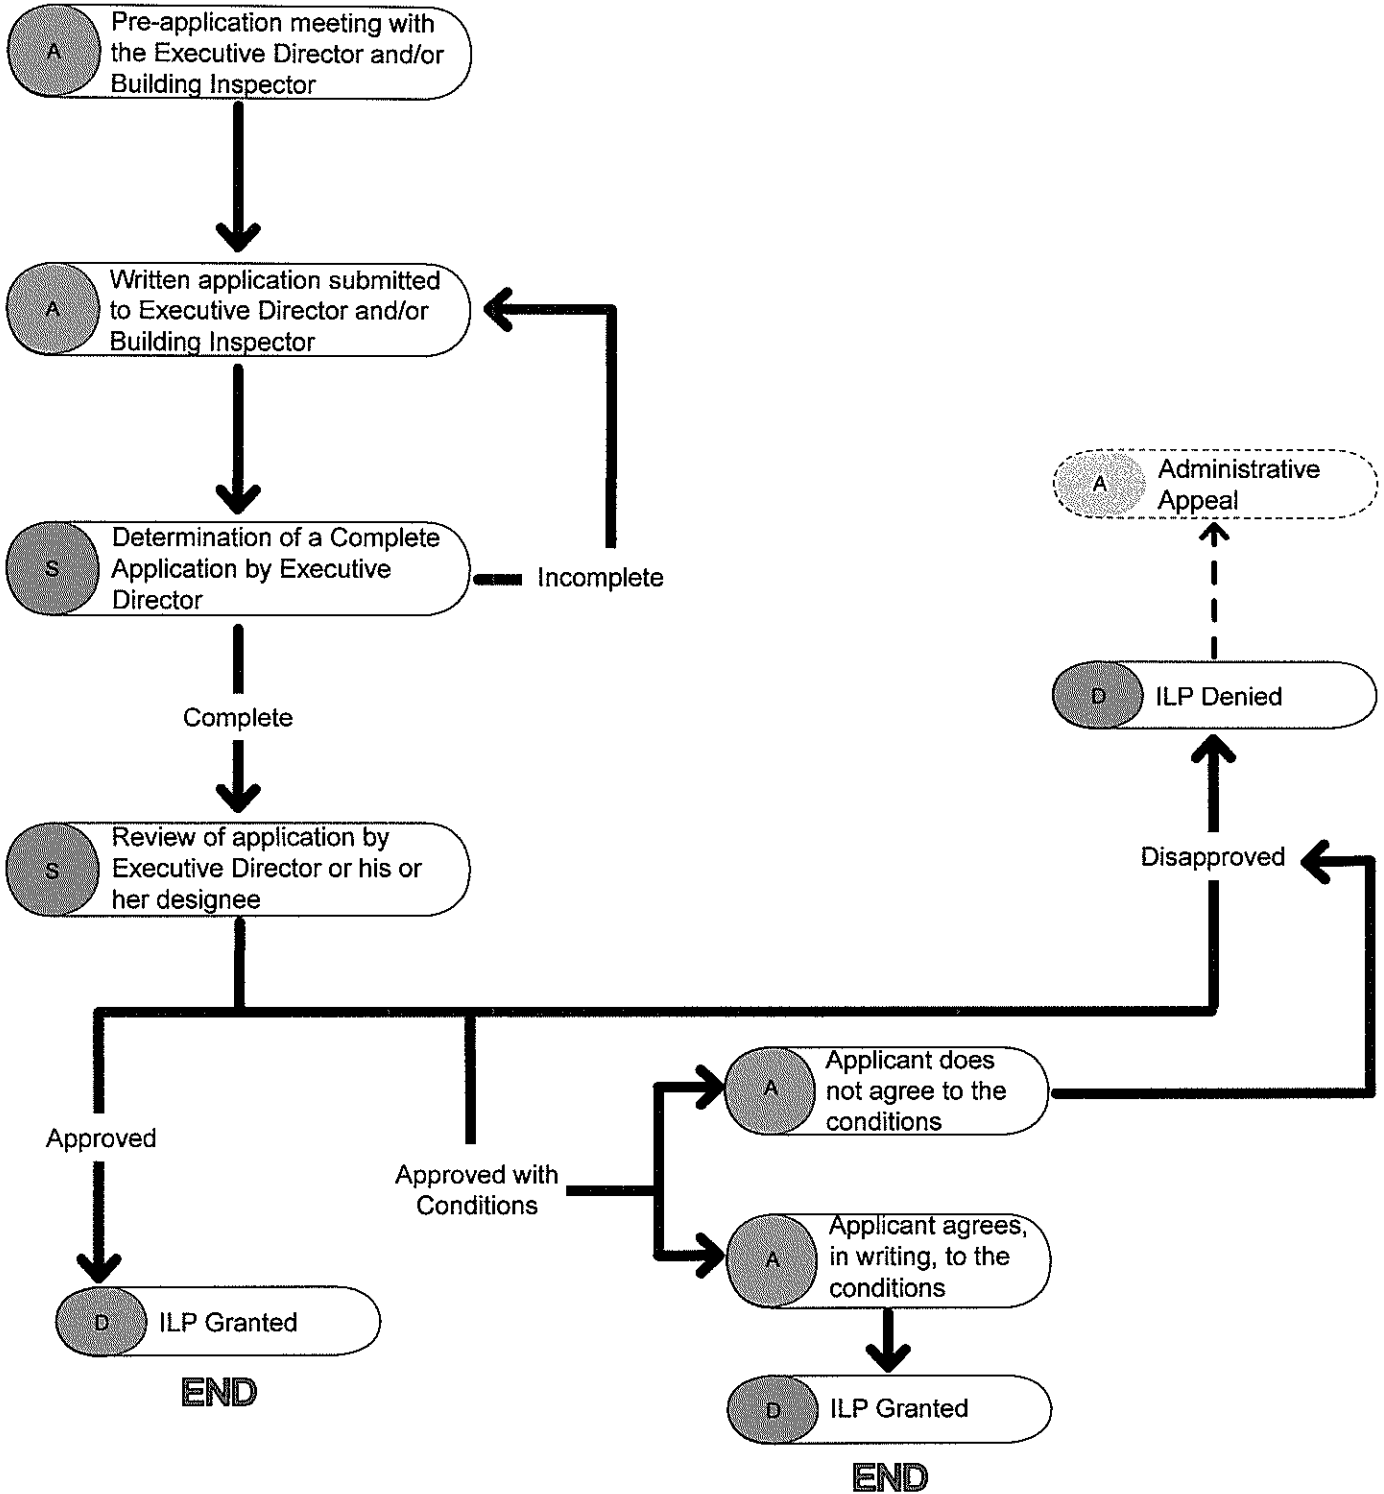 A
Pre-application meeting with
the Executive Director and/or
Building Inspector
A
Written application submitted
to Executive Director and/or
Building Inspector
S
Determination of a Complete
Application by Executive
Director
Incomplete
Complete
S
Review of application by
Executive Director or his or
her designee
A
Administrative
Appeal
D
ILP Denied
Disapproved
Approved
D
ILP Granted
END
Approved with
Conditions
A
Applicant does
not agree to the
conditions
A
Applicant agrees,
in writing, to the
conditions
D
ILP Granted
END